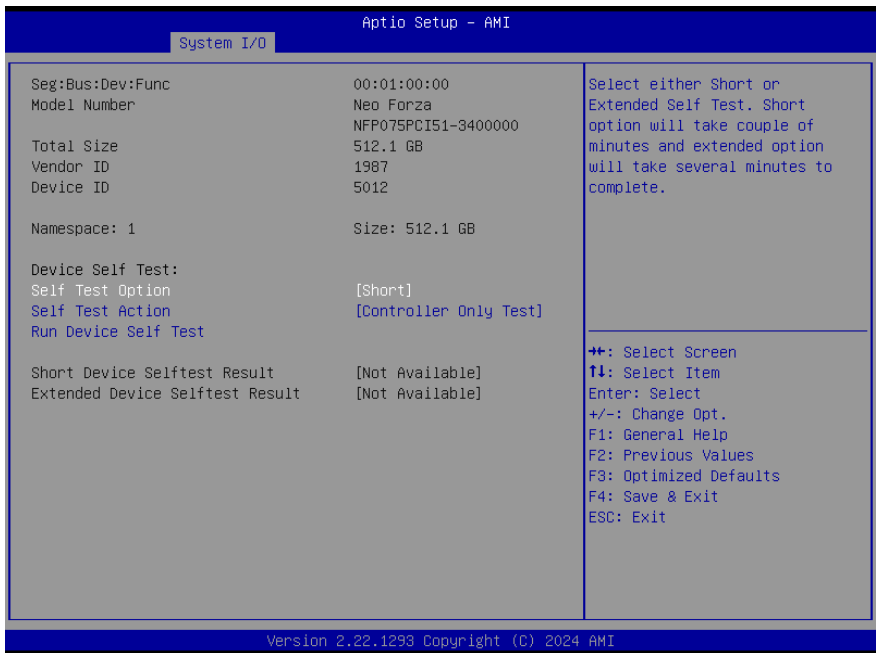 Aptio Setup – AMI
System I/O
Seg:Bus:Dev:Func 00:01:00:00
Model Number Neo Forza
NFP075PCI51-3400000
Total Size 512.1 GB
Vendor ID 1987
Device ID 5012
Namespace: 1 Size: 512.1 GB
Device Self Test:
Self Test Option [Short]
Self Test Action [Controller Only Test]
Run Device Self Test
Short Device Selftest Result [Not Available]
Extended Device Selftest Result [Not Available]
Select either Short or
Extended Self Test. Short
option will take couple of
minutes and extended option
will take several minutes to
complete.
→←: Select Screen
↑↓: Select Item
Enter: Select
+/-: Change Opt.
F1: General Help
F2: Previous Values
F3: Optimized Defaults
F4: Save & Exit
ESC: Exit
Version 2.22.1293 Copyright (C) 2024 AMI